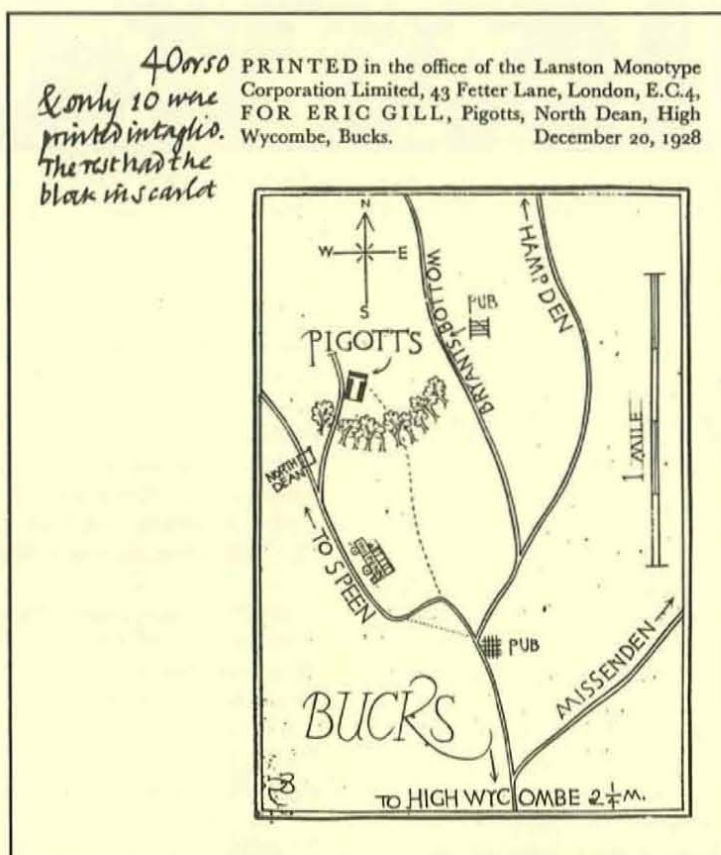 40 or so
& only 10 were
printed intaglio.
The rest had the
block in scarlet
PRINTED in the office of the Lanston Monotype
Corporation Limited, 43 Fetter Lane, London, E.C.4,
FOR ERIC GILL, Pigotts, North Dean, High
Wycombe, Bucks. December 20, 1928
N
W E
S
HAMPDEN
BRYANTS BOTTOM
PUB
PIGOTTS
1 MILE
NORTH
DEAN
TO SPEEN
PUB
MISSENDEN
BUCKS
TO HIGH WYCOMBE 2¼ M.